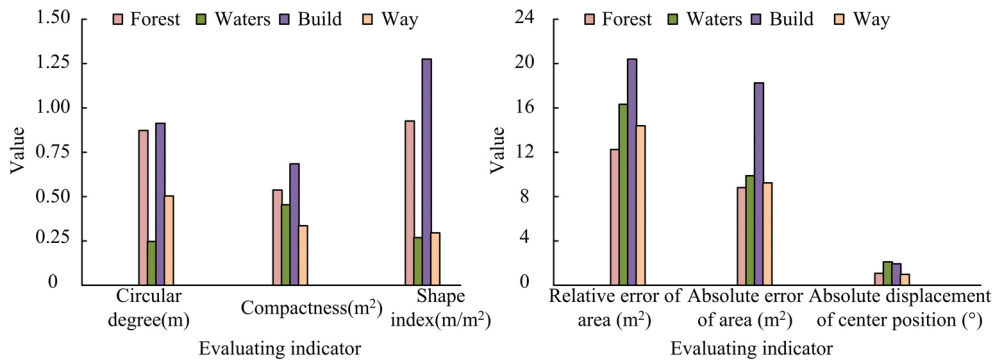 Forest Waters Build Way
1.50
1.25
1.00
0.75
0.50
0.25
0
Value
Circular
degree(m)
Compactness(m²)
Shape
index(m/m²)
Evaluating indicator
Forest Waters Build Way
24
20
16
12
8
4
0
Value
Relative error of
area (m²)
Absolute error
of area (m²)
Absolute displacement
of center position (°)
Evaluating indicator